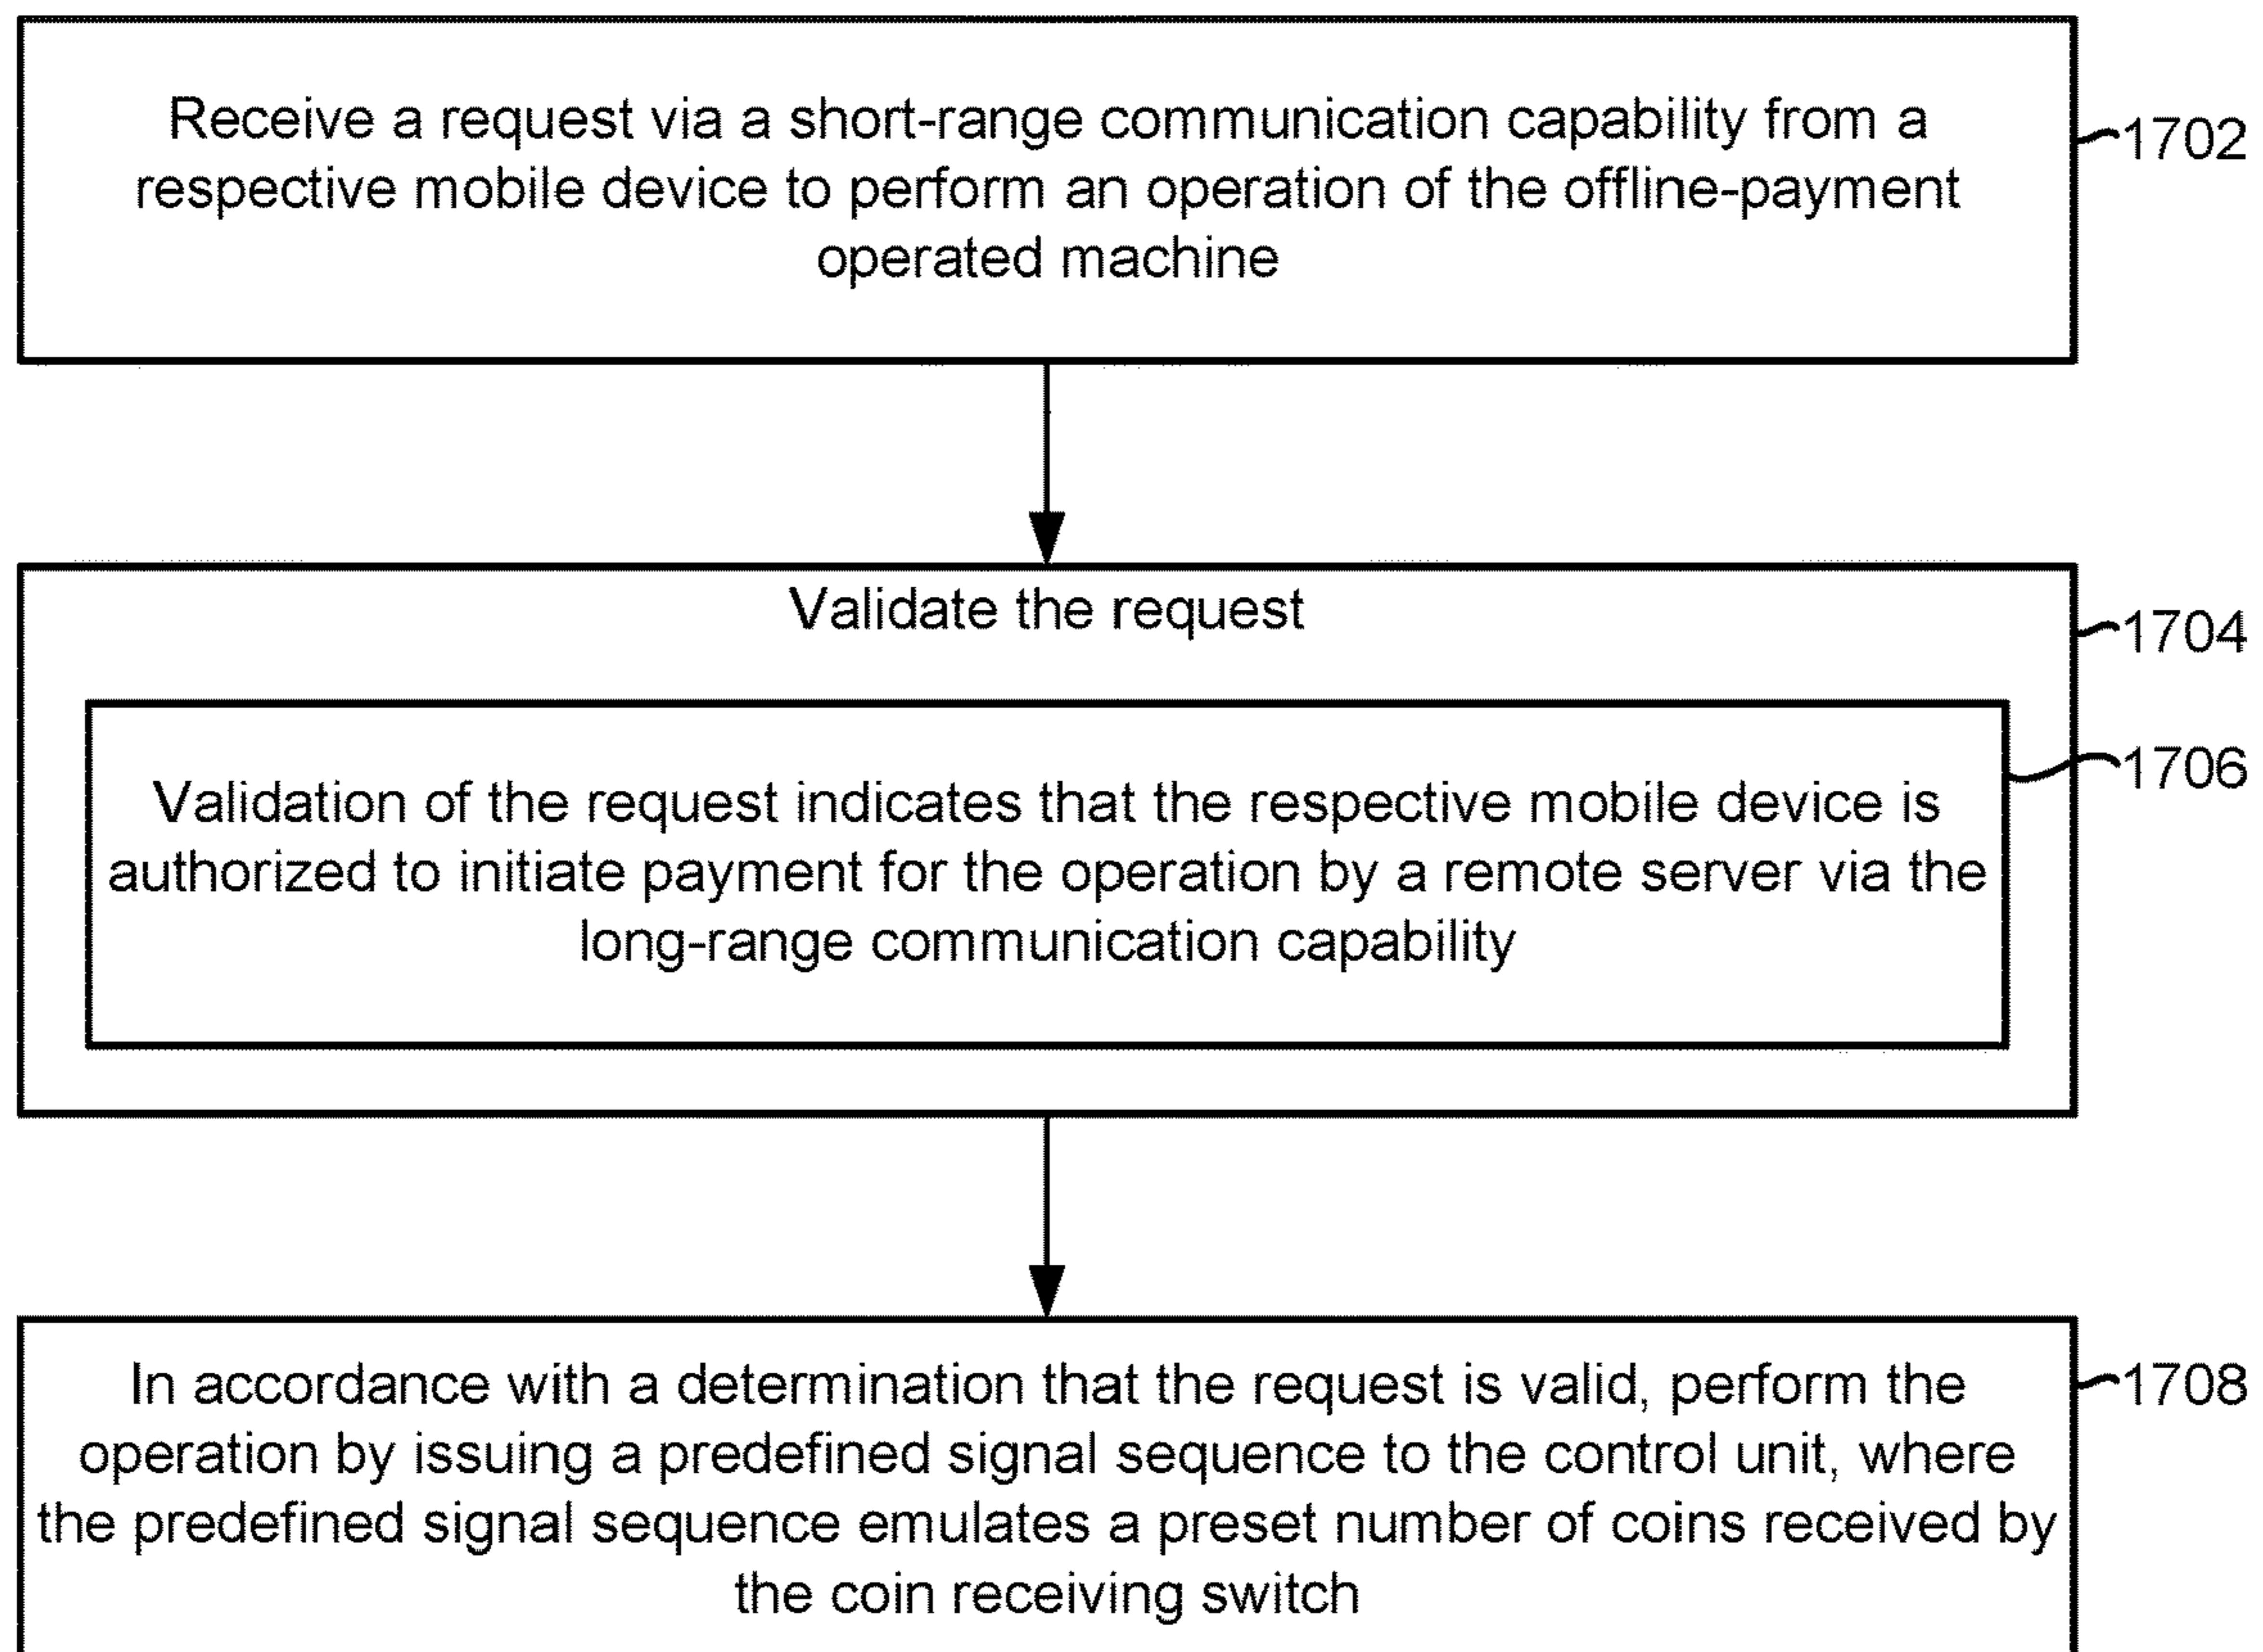 Receive a request via a short-range communication capability from a
respective mobile device to perform an operation of the offline-payment
operated machine
1702
Validate the request
1704
Validation of the request indicates that the respective mobile device is
authorized to initiate payment for the operation by a remote server via the
long-range communication capability
1706
In accordance with a determination that the request is valid, perform the
operation by issuing a predefined signal sequence to the control unit, where
the predefined signal sequence emulates a preset number of coins received by
the coin receiving switch
1708